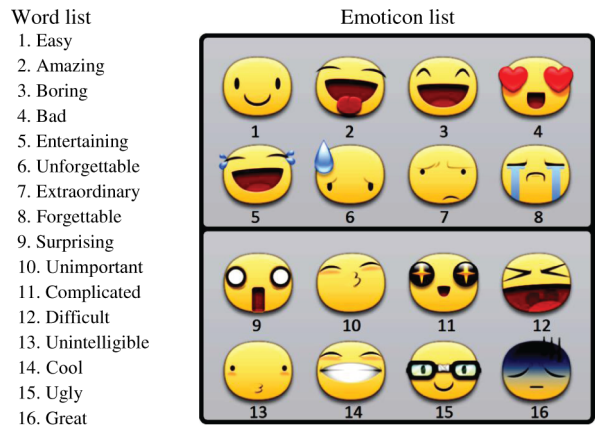 Word list
1. Easy
2. Amazing
3. Boring
4. Bad
5. Entertaining
6. Unforgettable
7. Extraordinary
8. Forgettable
9. Surprising
10. Unimportant
11. Complicated
12. Difficult
13. Unintelligible
14. Cool
15. Ugly
16. Great
Emoticon list
1 2 3 4
5 6 7 8
9 10 11 12
13 14 15 16